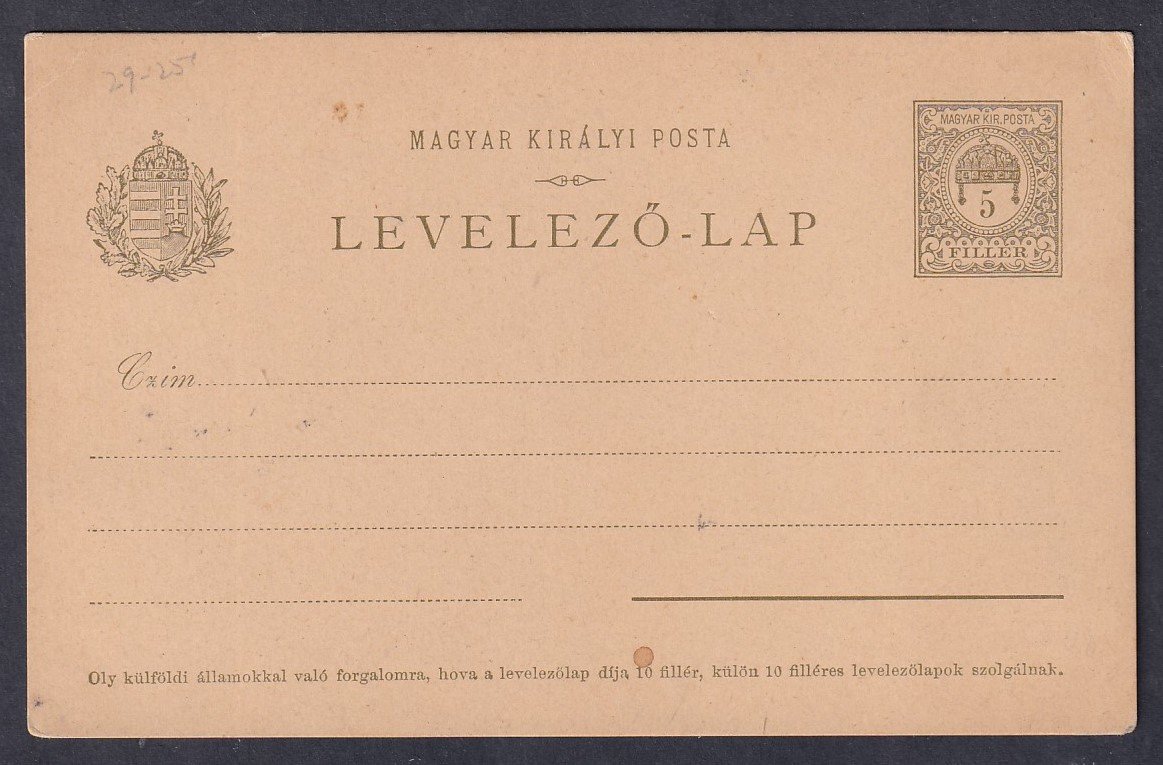 29-25
MAGYAR KIRÁLYI POSTA
LEVELEZŐ-LAP
MAGYAR KIR. POSTA
5
FILLÉR
Czim
Oly külföldi államokkal való forgalomra, hova a levelezőlap díja 10 fillér, külön 10 filléres levelezőlapok szolgálnak.